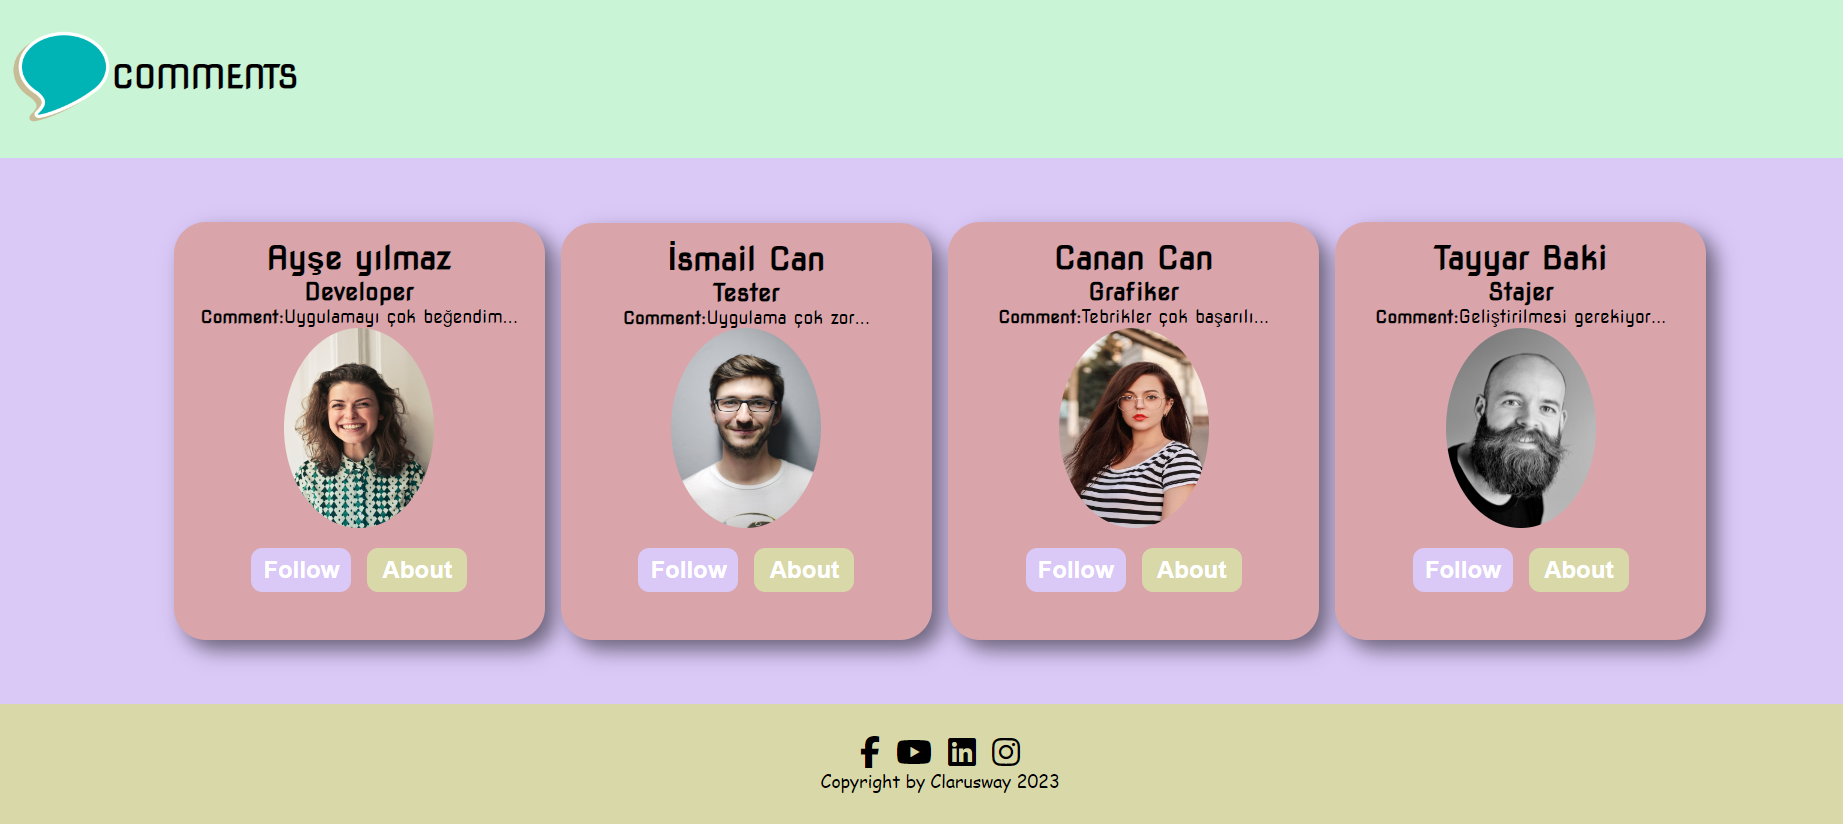 COMMENTS
Ayşe yılmaz
Developer
Comment:Uygulamayı çok beğendim...
Follow
About
İsmail Can
Tester
Comment:Uygulama çok zor...
Follow
About
Canan Can
Grafiker
Comment:Tebrikler çok başarılı...
Follow
About
Tayyar Baki
Stajer
Comment:Geliştirilmesi gerekiyor...
Follow
About
Copyright by Clarusway 2023